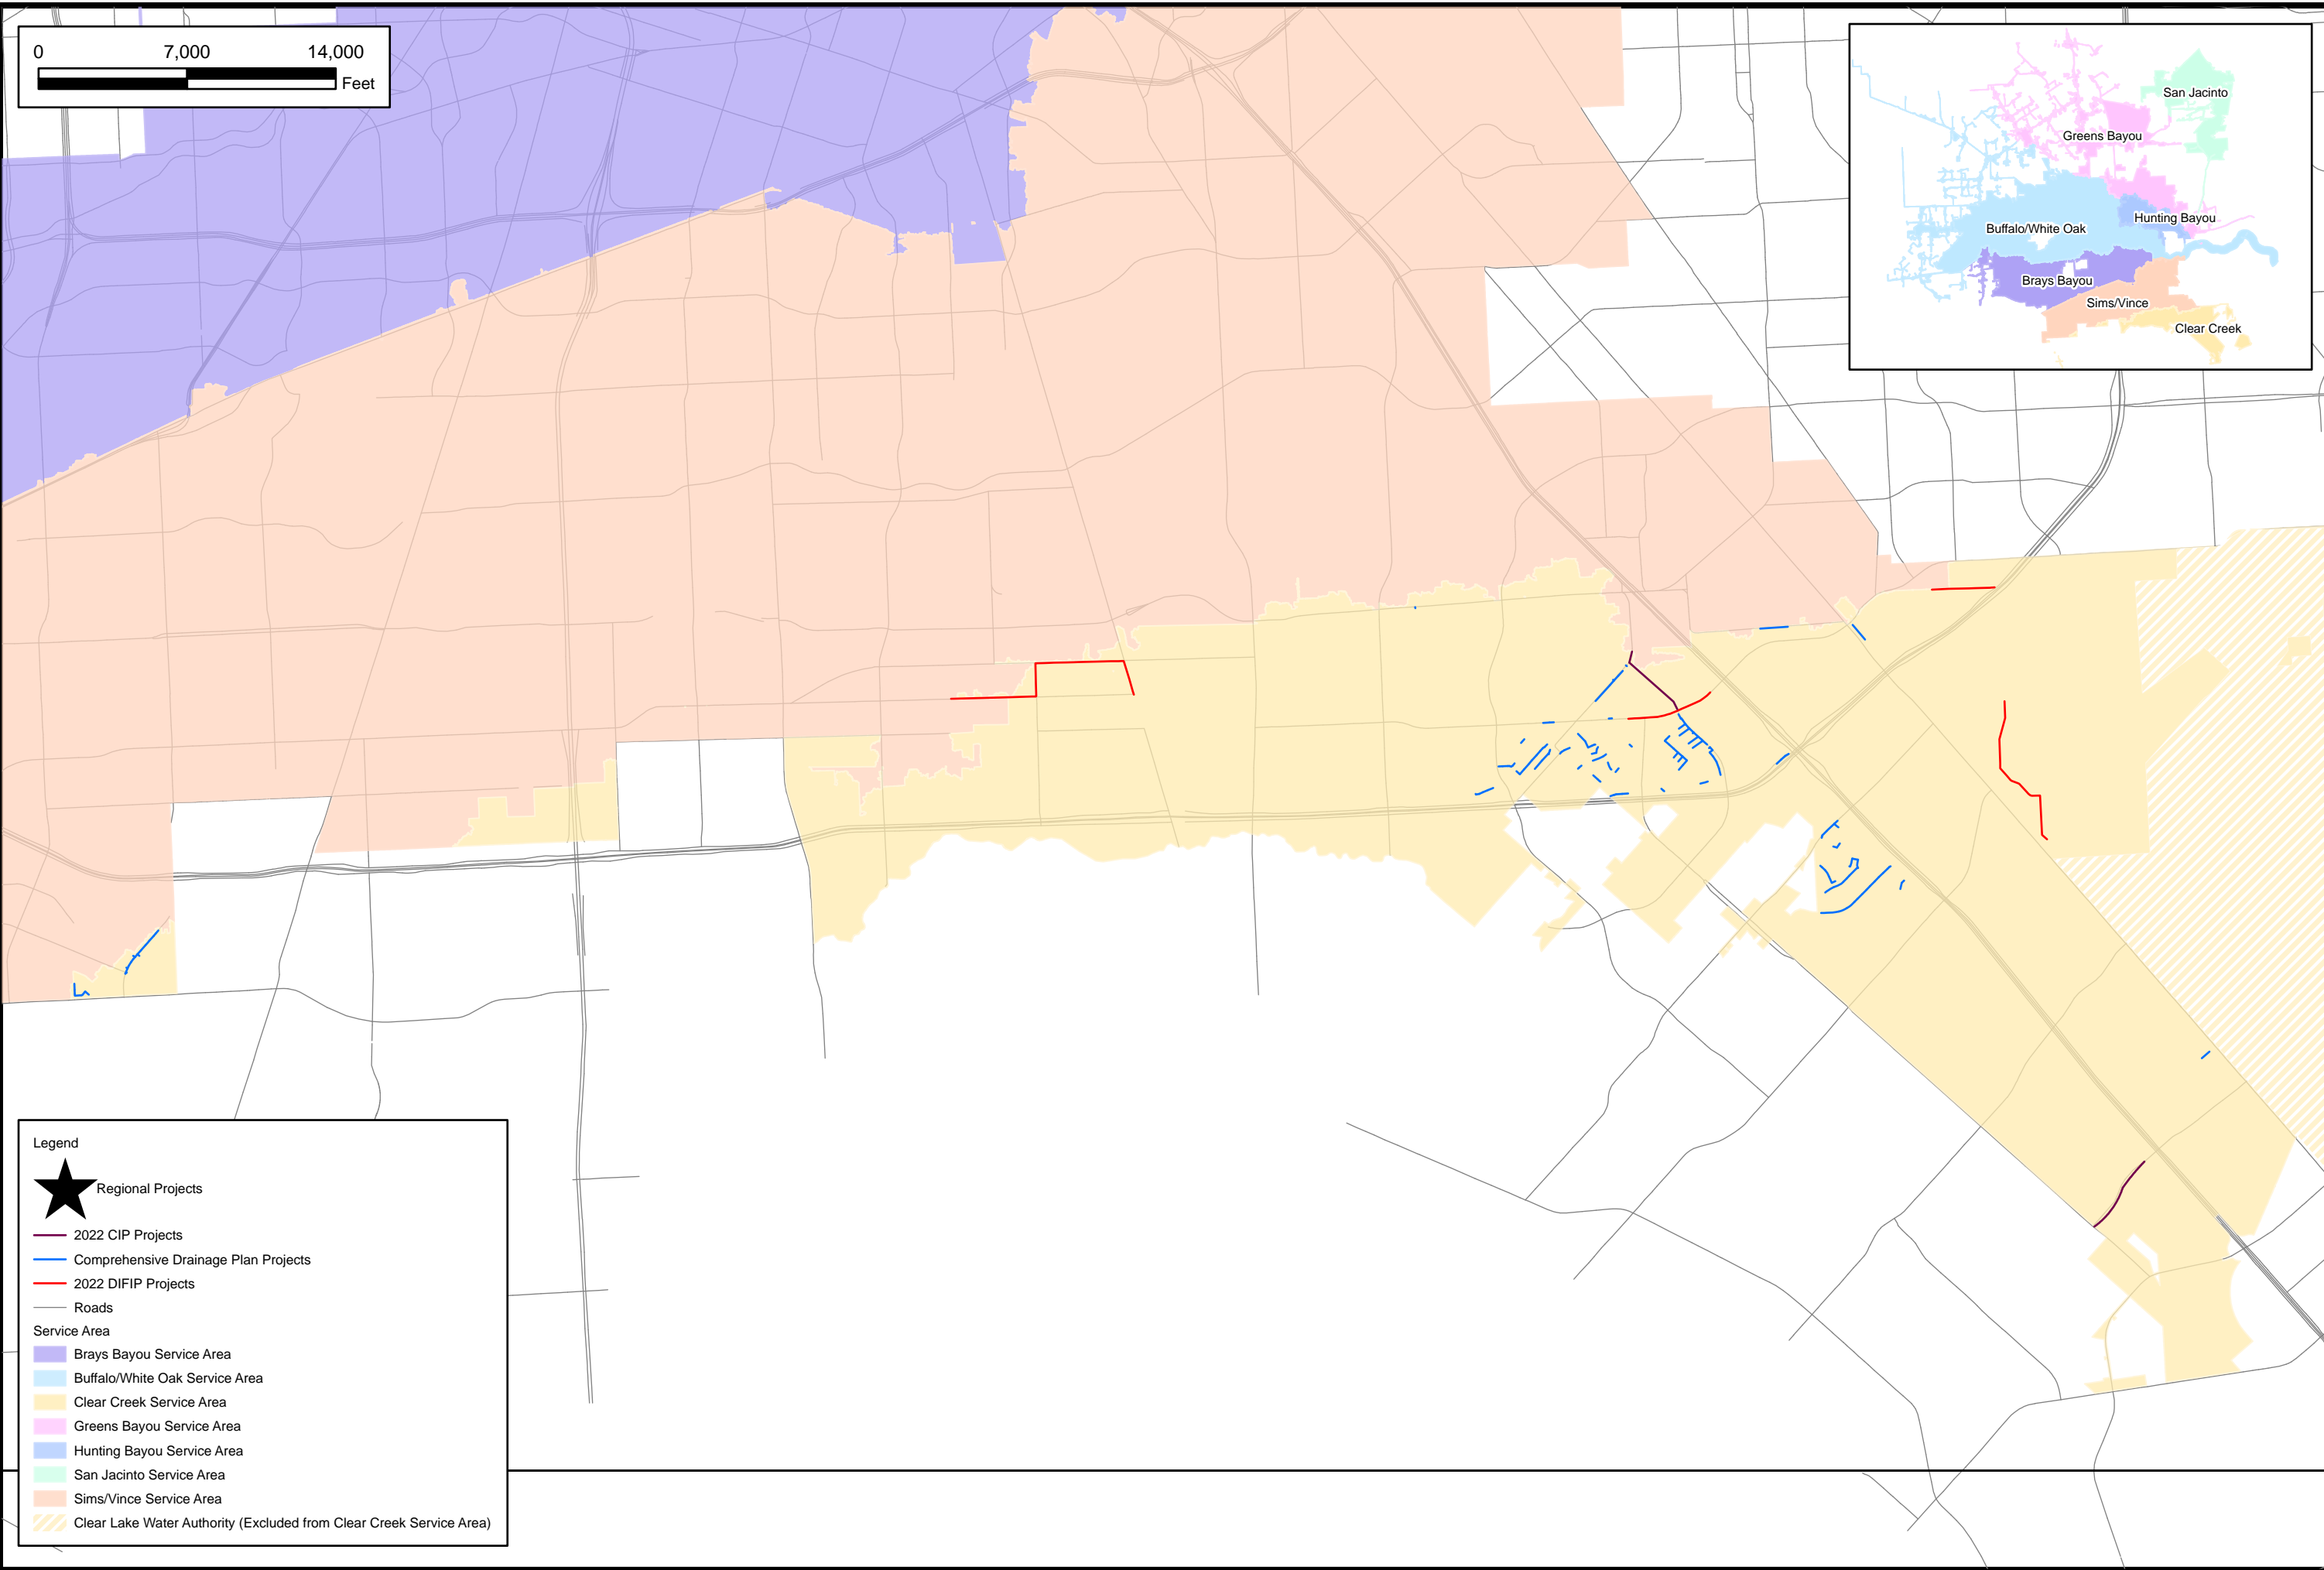 0 7,000 14,000
Feet
San Jacinto
Greens Bayou
Hunting Bayou
Buffalo/White Oak
Brays Bayou
Sims/Vince
Clear Creek
Legend
Regional Projects
2022 CIP Projects
Comprehensive Drainage Plan Projects
2022 DIFIP Projects
Roads
Service Area
Brays Bayou Service Area
Buffalo/White Oak Service Area
Clear Creek Service Area
Greens Bayou Service Area
Hunting Bayou Service Area
San Jacinto Service Area
Sims/Vince Service Area
Clear Lake Water Authority (Excluded from Clear Creek Service Area)